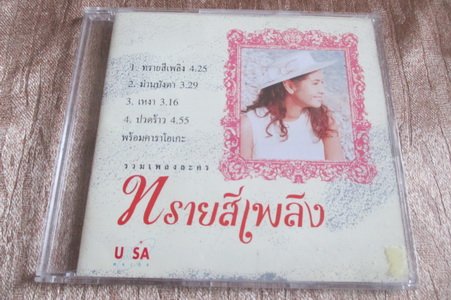 1. ทรายสีเพลิง 4.25
2. ม่านบังตา 3.29
3. เหงา 3.16
4. ปวดร้าว 4.55
พร้อมคาราโอเกะ
รวมเพลงละคร
ทรายสีเพลิง
U SA